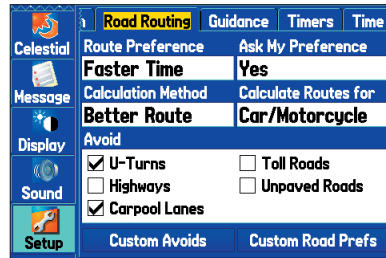 Road Routing Guidance Timers Time
Celestial
Message
Display
Sound
Setup
Route Preference Ask My Preference
Faster Time Yes
Calculation Method Calculate Routes for
Better Route Car/Motorcycle
Avoid
U-Turns Toll Roads
Highways Unpaved Roads
Carpool Lanes
Custom Avoids Custom Road Prefs